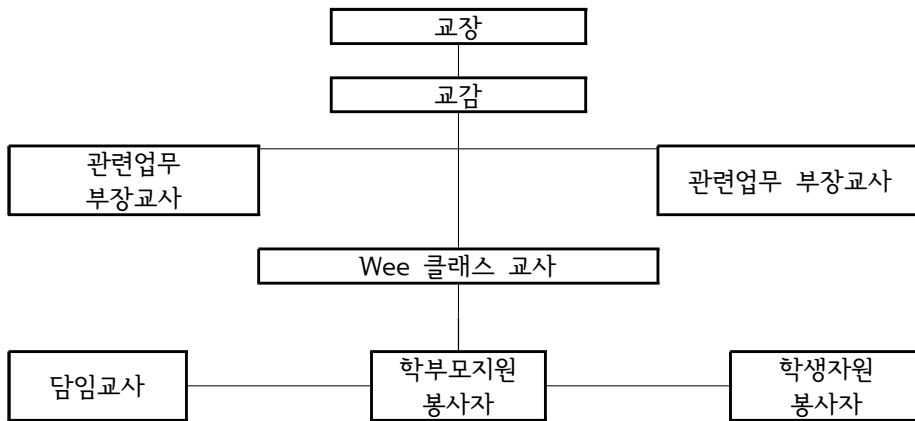 교장
교감
관련업무
부장교사
관련업무 부장교사
Wee 클래스 교사
담임교사
학부모지원
봉사자
학생자원
봉사자